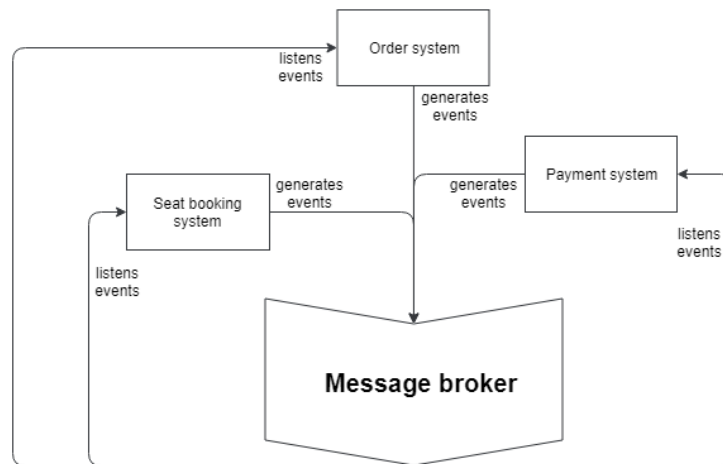 Order system
listens
events
generates
events
Payment system
generates
events
generates
events
Seat booking
system
listens
events
listens
events
Message broker